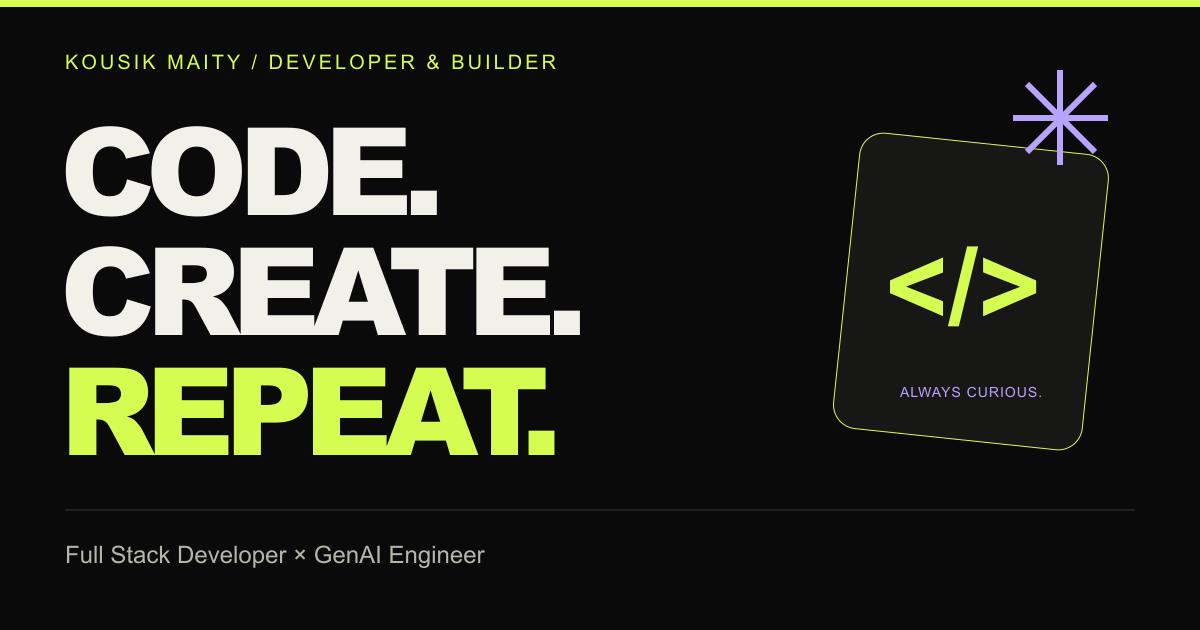 KOUSIK MAITY / DEVELOPER & BUILDER
CODE.
CREATE.
REPEAT.
</>
ALWAYS CURIOUS.
Full Stack Developer × GenAI Engineer